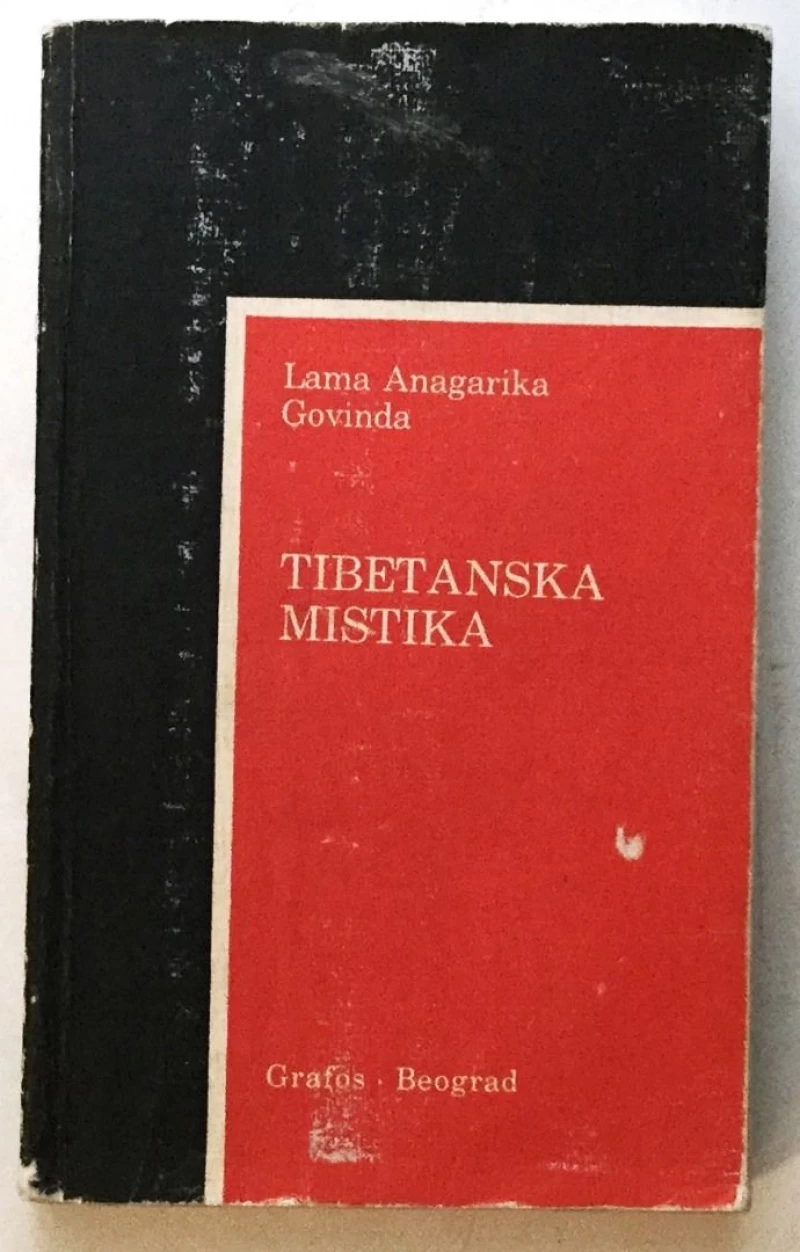 Lama Anagarika
Govinda
TIBETANSKA
MISTIKA
Grafos · Beograd